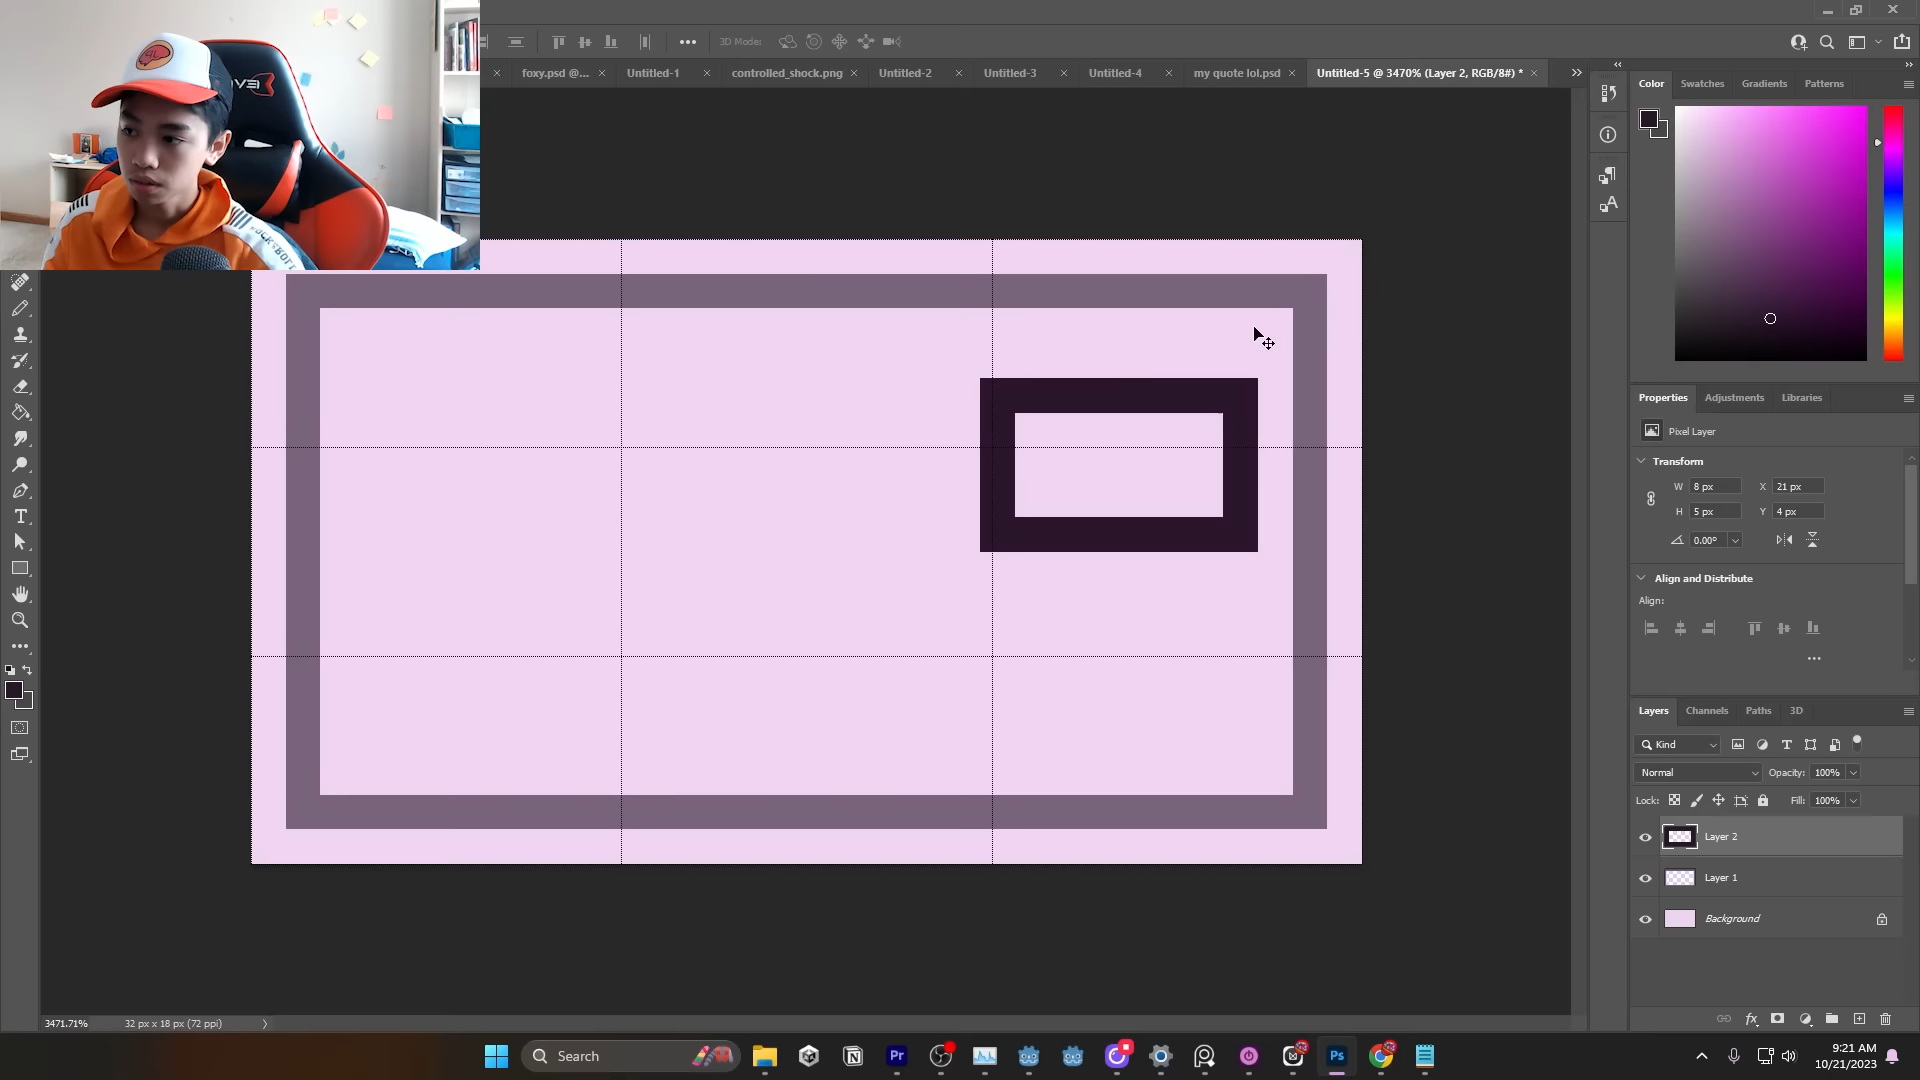 3D Mode:
foxy.psd @...
Untitled-1
controlled_shock.png
Untitled-2
Untitled-3
Untitled-4
my quote lol.psd
Untitled-5 @ 3470% (Layer 2, RGB/8#) *
Color
Swatches
Gradients
Patterns
Properties
Adjustments
Libraries
Pixel Layer
Transform
W 8 px X 21 px
H 5 px Y 4 px
0.00°
Align and Distribute
Align:
Layers
Channels
Paths
3D
Kind
Normal
Opacity: 100%
Lock:
Fill: 100%
Layer 2
Layer 1
Background
fx
3471.71%
32 px x 18 px (72 ppi)
Search
Pr
Ps
9:21 AM
10/21/2023